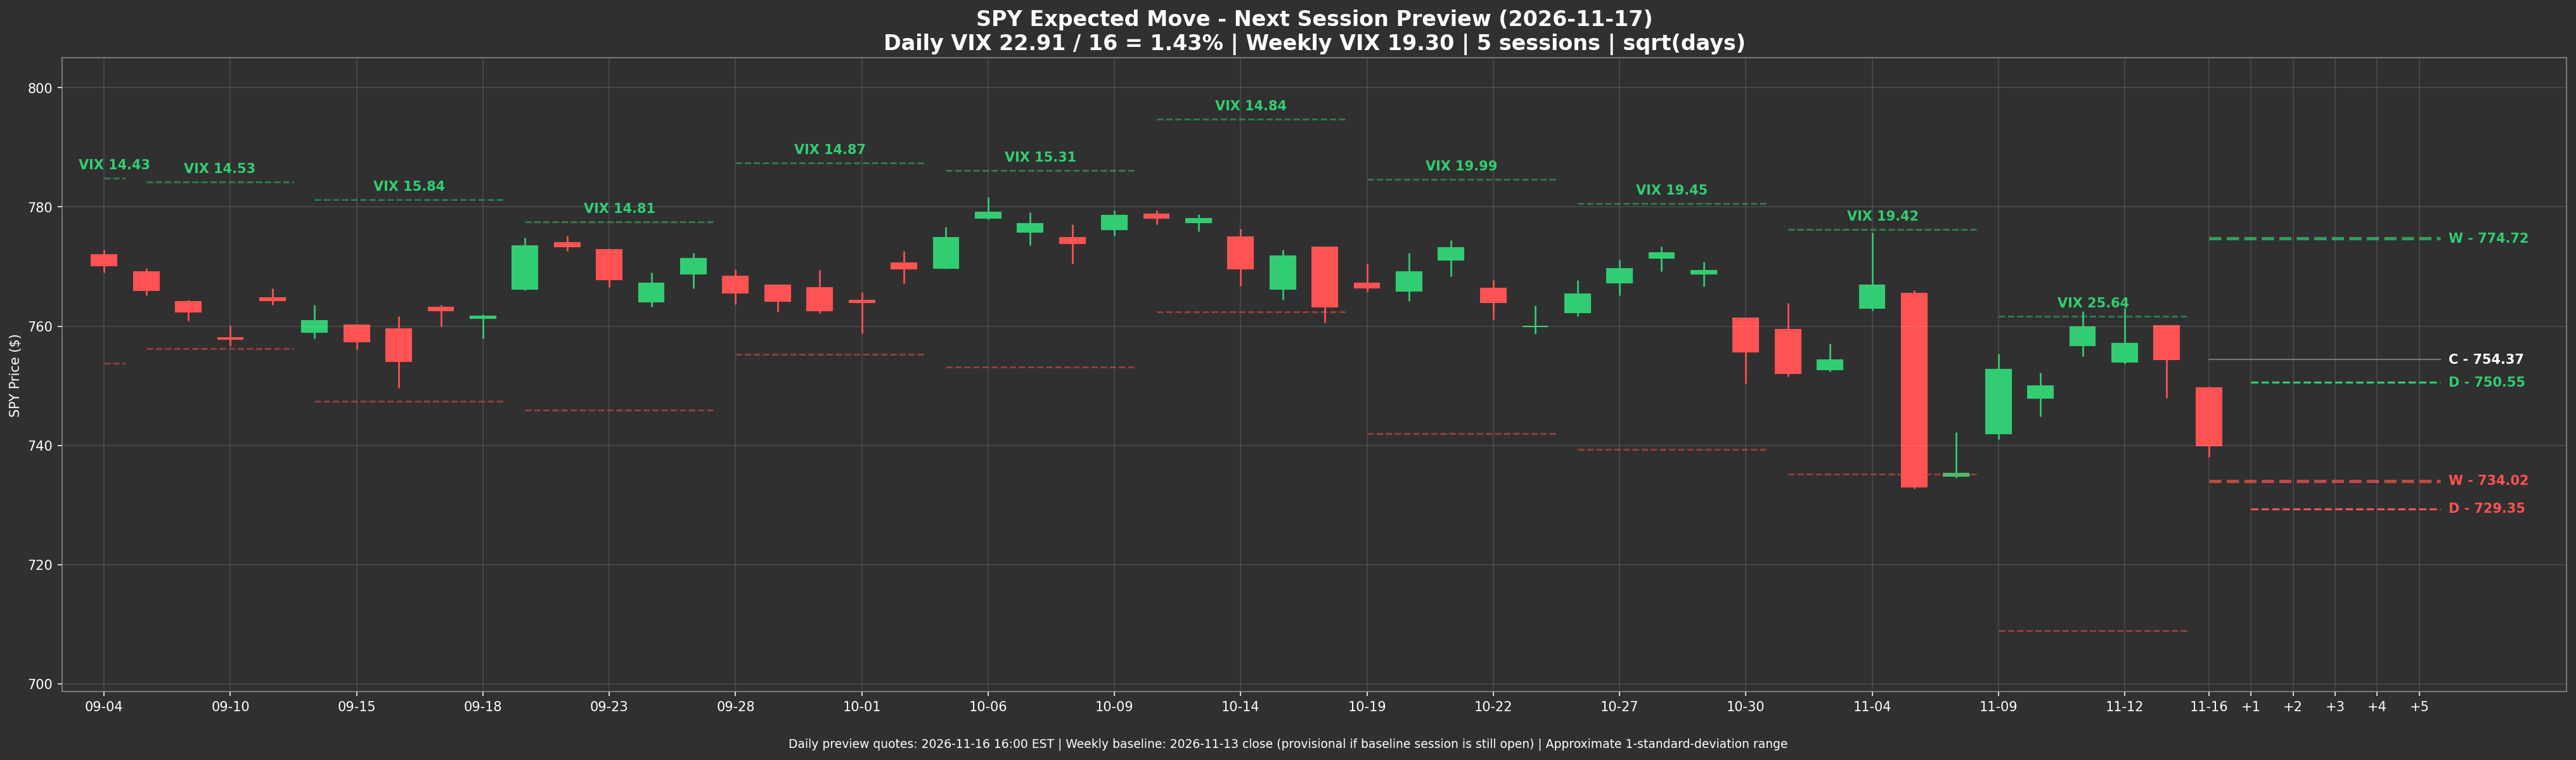 SPY Expected Move - Next Session Preview (2026-11-17)
Daily VIX 22.91 / 16 = 1.43% | Weekly VIX 19.30 | 5 sessions | sqrt(days)
SPY Price ($)
800
780
760
740
720
700
VIX 14.43
VIX 14.53
VIX 15.84
VIX 14.81
VIX 14.87
VIX 15.31
VIX 14.84
VIX 19.99
VIX 19.45
VIX 19.42
VIX 25.64
W - 774.72
C - 754.37
D - 750.55
W - 734.02
D - 729.35
09-04 09-10 09-15 09-18 09-23 09-28 10-01 10-06 10-09 10-14 10-19 10-22 10-27 10-30 11-04 11-09 11-12 11-16 +1 +2 +3 +4 +5
Daily preview quotes: 2026-11-16 16:00 EST | Weekly baseline: 2026-11-13 close (provisional if baseline session is still open) | Approximate 1-standard-deviation range